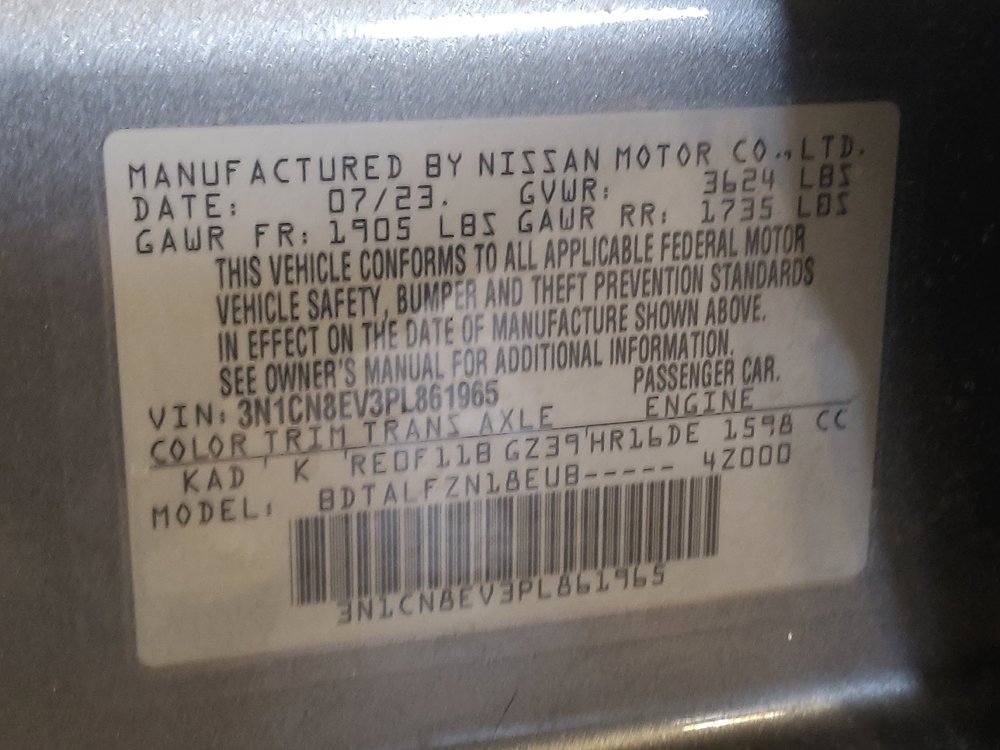 MANUFACTURED BY NISSAN MOTOR CO.,LTD.
DATE: 07/23. GVWR: 3624 LBS
GAWR FR: 1905 LBS GAWR RR: 1735 LBS
THIS VEHICLE CONFORMS TO ALL APPLICABLE FEDERAL MOTOR
VEHICLE SAFETY, BUMPER AND THEFT PREVENTION STANDARDS
IN EFFECT ON THE DATE OF MANUFACTURE SHOWN ABOVE.
SEE OWNER'S MANUAL FOR ADDITIONAL INFORMATION.
VIN: 3N1CN8EV3PL861965 PASSENGER CAR.
COLOR TRIM TRANS AXLE ENGINE
KAD K RE0F11B GZ39 HR16DE 1598 CC
MODEL: BDTALFZN18EUB----- 4Z000
3N1CN8EV3PL861965